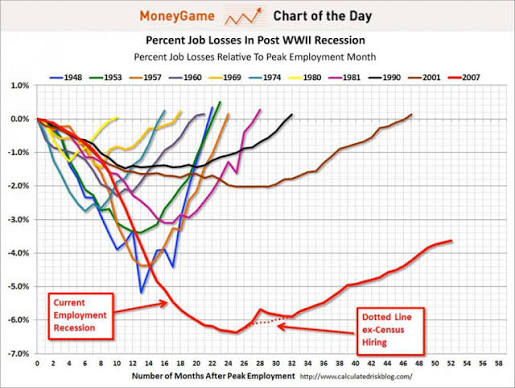 MoneyGame Chart of the Day
Percent Job Losses In Post WWII Recession
Percent Job Losses Relative To Peak Employment Month
1948 1953 1957 1960 1969 1974 1980 1981 1990 2001 2007
1.0%
0.0%
-1.0%
-2.0%
-3.0%
-4.0%
-5.0%
-6.0%
-7.0%
Current
Employment
Recession
Dotted Line
ex-Census
Hiring
0 2 4 6 8 10 12 14 16 18 20 22 24 26 28 30 32 34 36 38 40 42 44 46 48 50 52 54 56 58
Number of Months After Peak Employment http://www.calculatedriskblog.com/